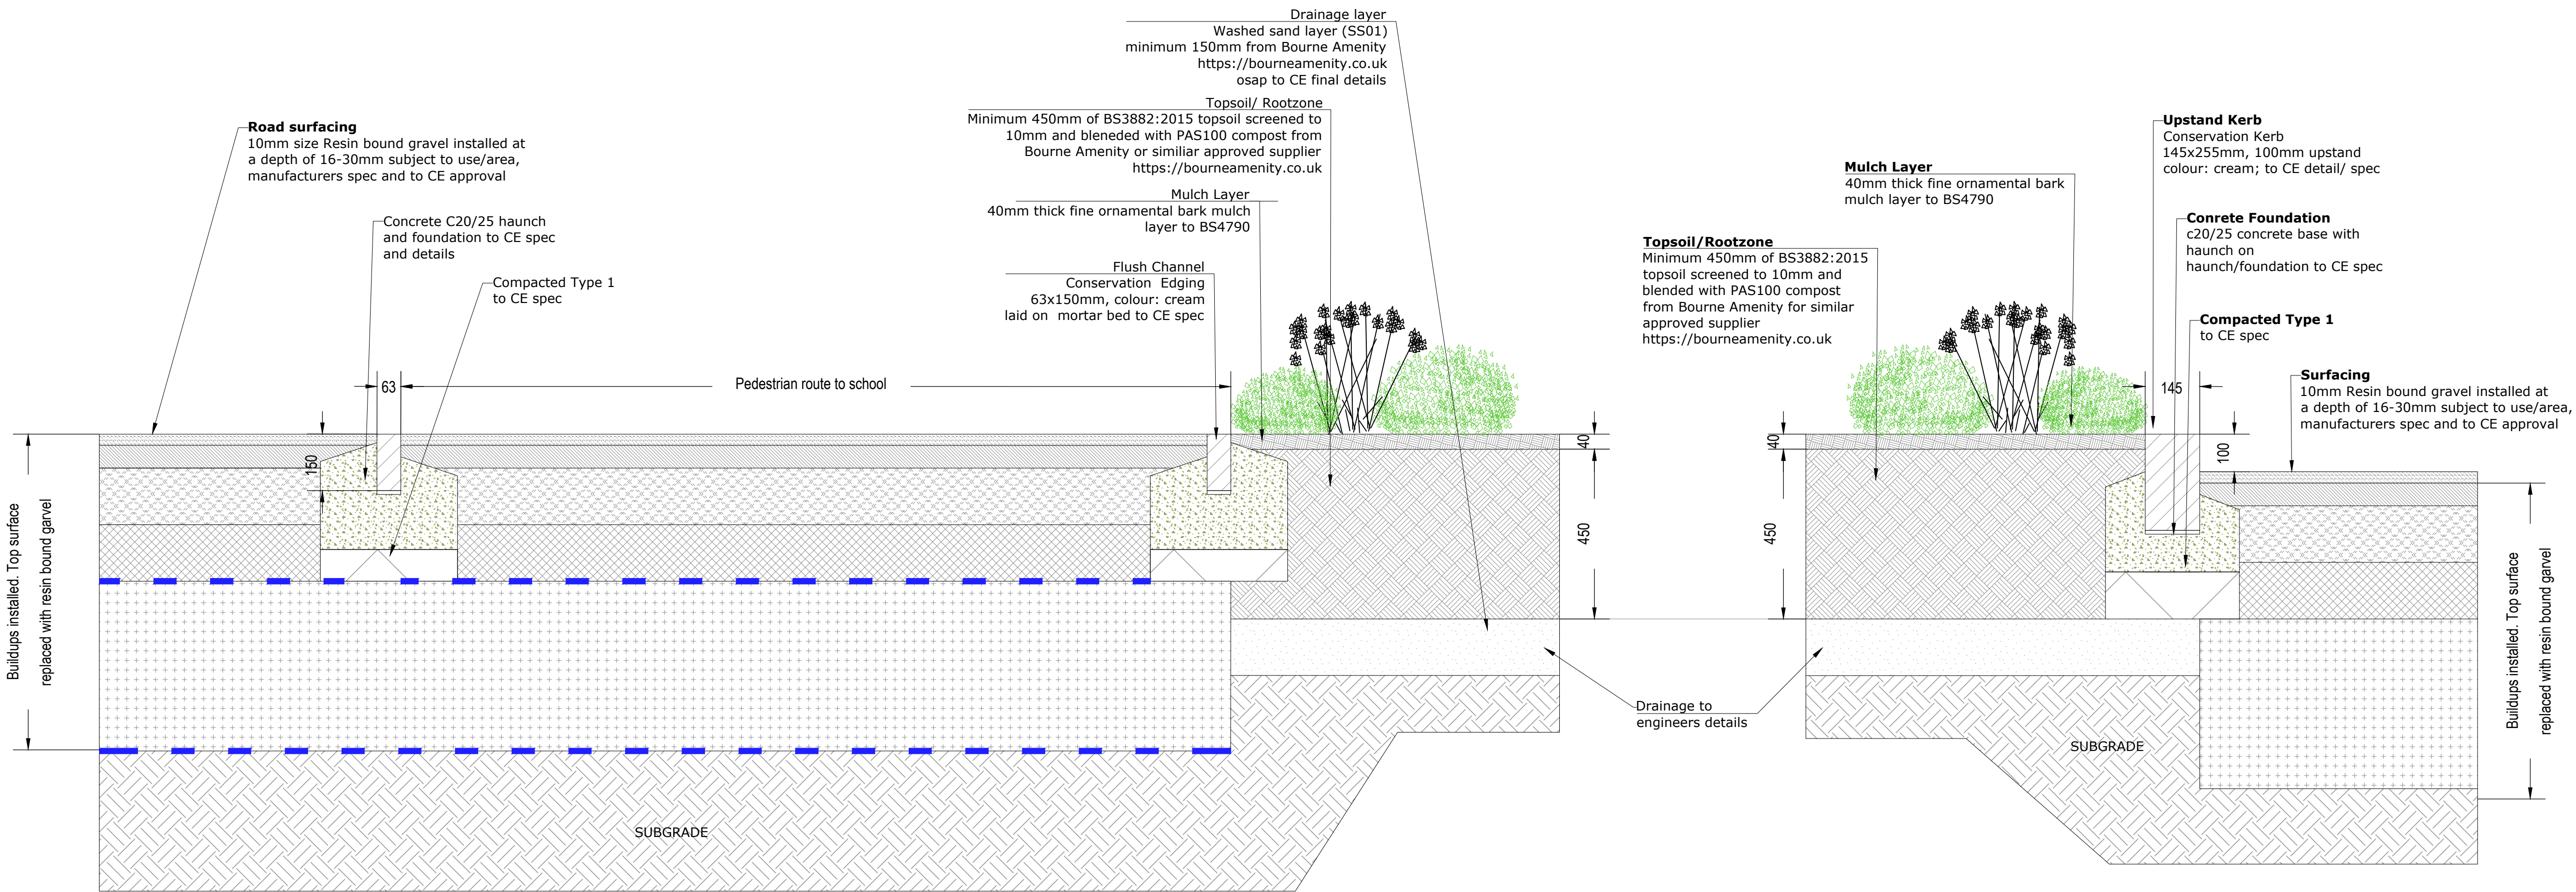 Drainage layer
Washed sand layer (SS01)
minimum 150mm from Bourne Amenity
https://bourneamenity.co.uk
osap to CE final details
Topsoil/ Rootzone
Minimum 450mm of BS3882:2015 topsoil screened to
10mm and bleneded with PAS100 compost from
Bourne Amenity or similiar approved supplier
https://bourneamenity.co.uk
Mulch Layer
40mm thick fine ornamental bark mulch
layer to BS4790
Flush Channel
Conservation Edging
63x150mm, colour: cream
laid on mortar bed to CE spec
Road surfacing
10mm size Resin bound gravel installed at
a depth of 16-30mm subject to use/area,
manufacturers spec and to CE approval
Concrete C20/25 haunch
and foundation to CE spec
and details
Compacted Type 1
to CE spec
63
Pedestrian route to school
150
40
450
Buildups installed. Top surface
replaced with resin bound garvel
SUBGRADE
Drainage to
engineers details
Topsoil/Rootzone
Minimum 450mm of BS3882:2015
topsoil screened to 10mm and
blended with PAS100 compost
from Bourne Amenity for similar
approved supplier
https://bourneamenity.co.uk
Mulch Layer
40mm thick fine ornamental bark
mulch layer to BS4790
Upstand Kerb
Conservation Kerb
145x255mm, 100mm upstand
colour: cream; to CE detail/ spec
Conrete Foundation
c20/25 concrete base with
haunch on
haunch/foundation to CE spec
Compacted Type 1
to CE spec
Surfacing
10mm Resin bound gravel installed at
a depth of 16-30mm subject to use/area,
manufacturers spec and to CE approval
145
40
100
450
SUBGRADE
Buildups installed. Top surface
replaced with resin bound garvel